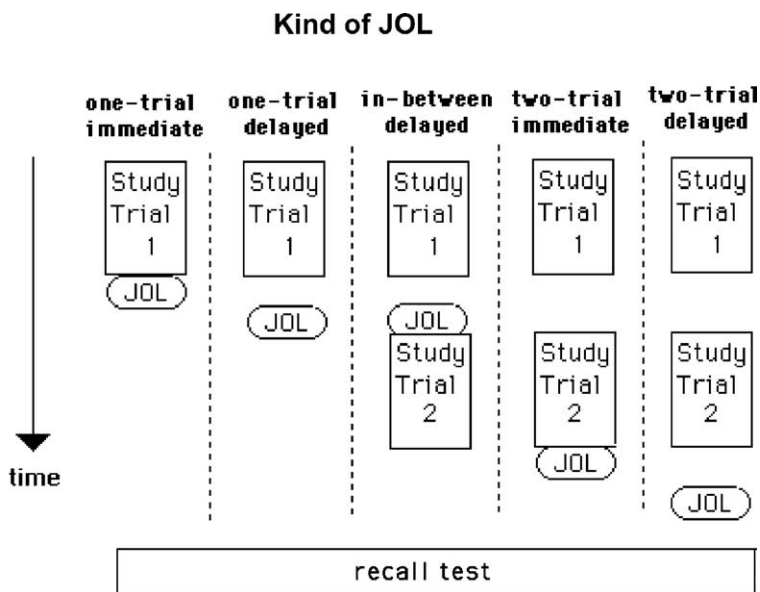 Kind of JOL
one-trial
immediate
one-trial
delayed
in-between
delayed
two-trial
immediate
two-trial
delayed
Study
Trial
1
JOL
Study
Trial
1
JOL
Study
Trial
1
JOL
Study
Trial
2
Study
Trial
1
Study
Trial
2
JOL
Study
Trial
1
Study
Trial
2
JOL
time
recall test